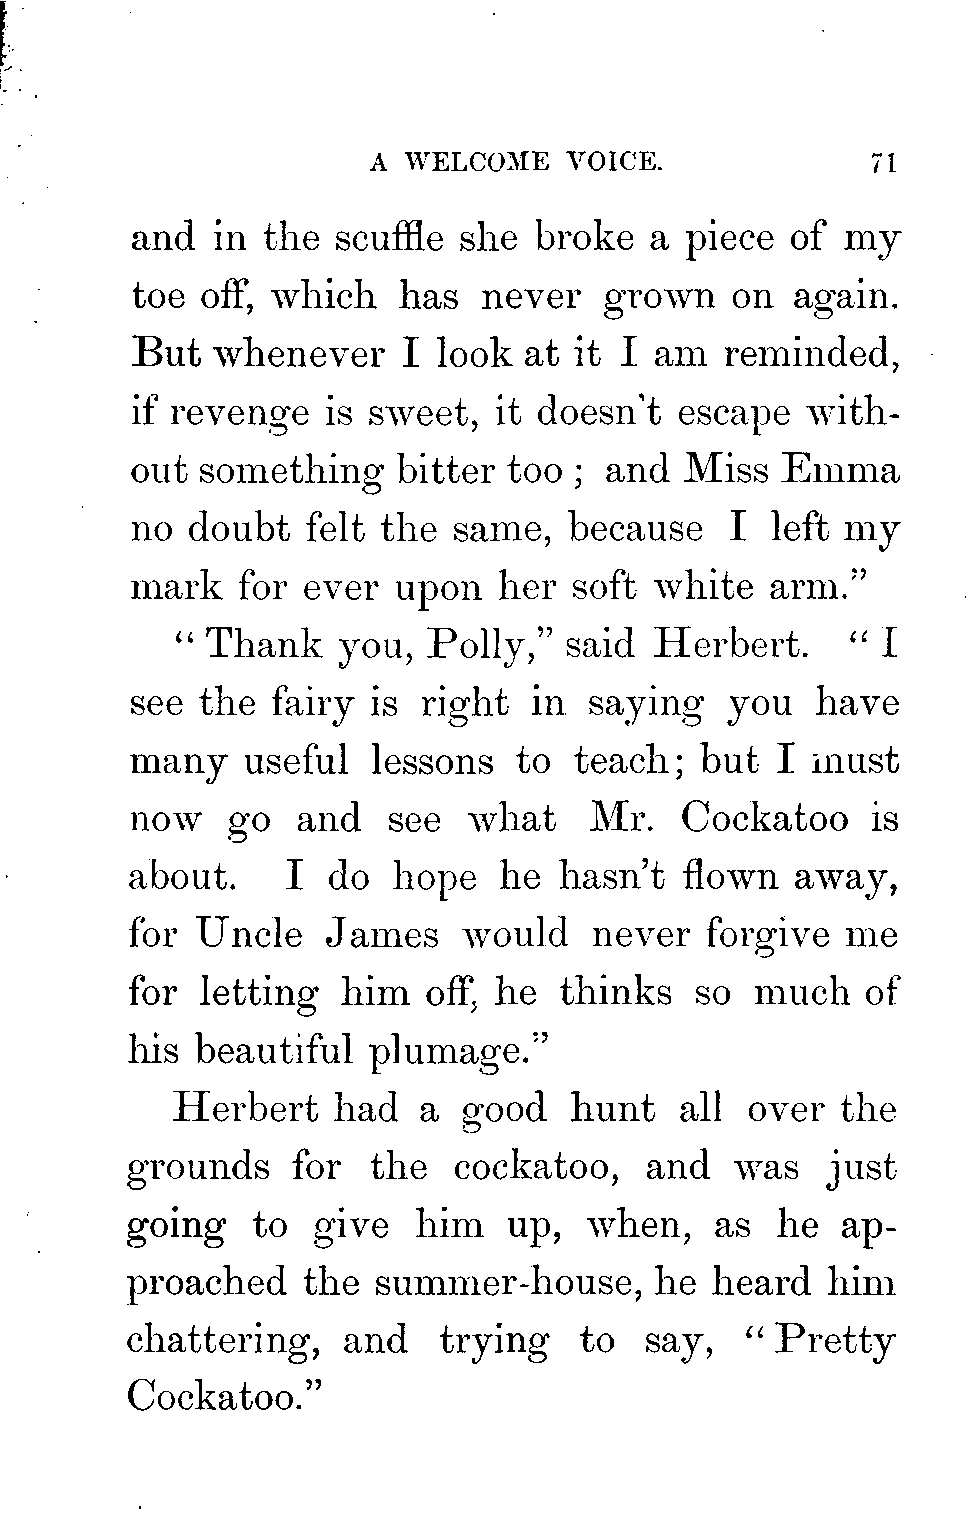 A WELCOME VOICE. 71
and in the scuffle she broke a piece of my
toe off, which has never grown on again.
But whenever I look at it I am reminded,
if revenge is sweet, it doesn't escape with-
out something bitter too ; and Miss Emma
no doubt felt the same, because I left my
mark for ever upon her soft white arm."
" Thank you, Polly," said Herbert. " I
see the fairy is right in saying you have
many useful lessons to teach; but I must
now go and see what Mr. Cockatoo is
about. I do hope he hasn't flown away,
for Uncle James would never forgive me
for letting him off, he thinks so much of
his beautiful plumage."
Herbert had a good hunt all over the
grounds for the cockatoo, and was just
going to give him up, when, as he ap-
proached the summer-house, he heard him
chattering, and trying to say, " Pretty
Cockatoo."